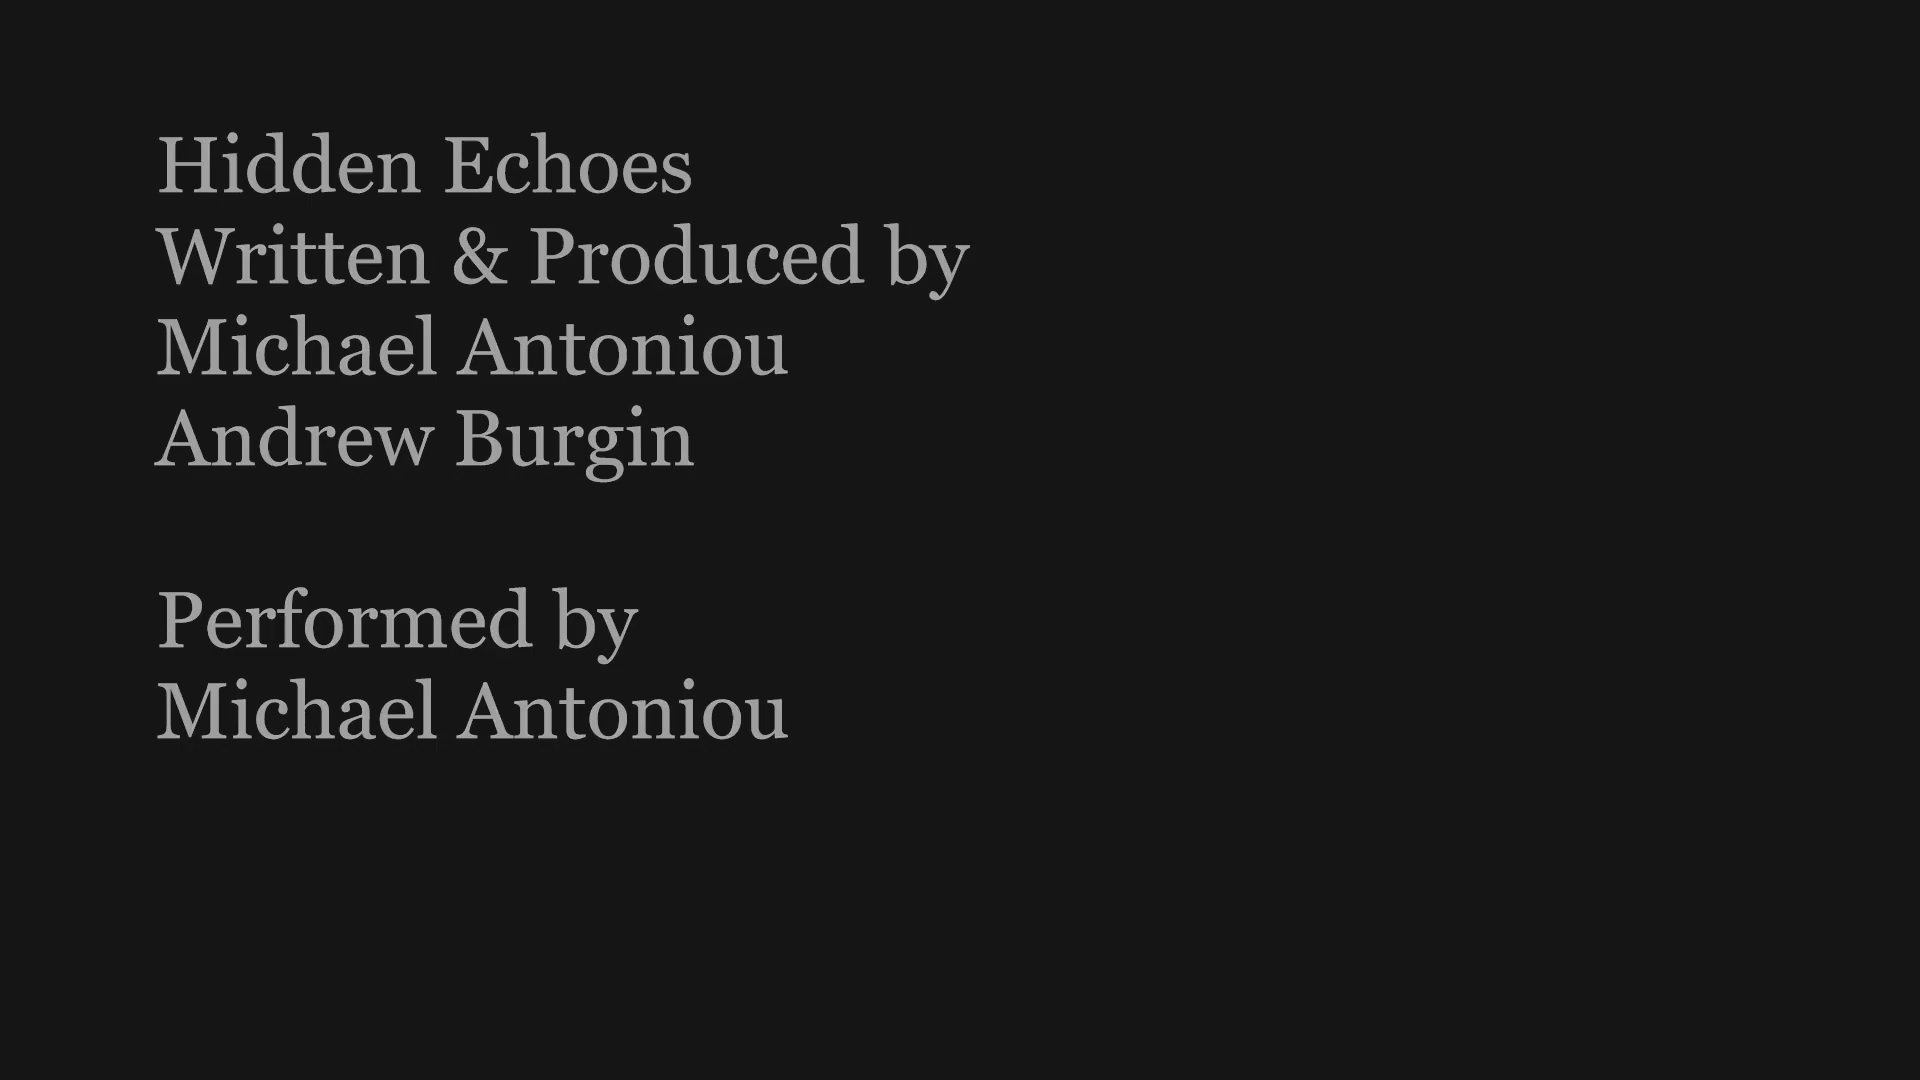 Hidden Echoes
Written & Produced by
Michael Antoniou
Andrew Burgin
Performed by
Michael Antoniou